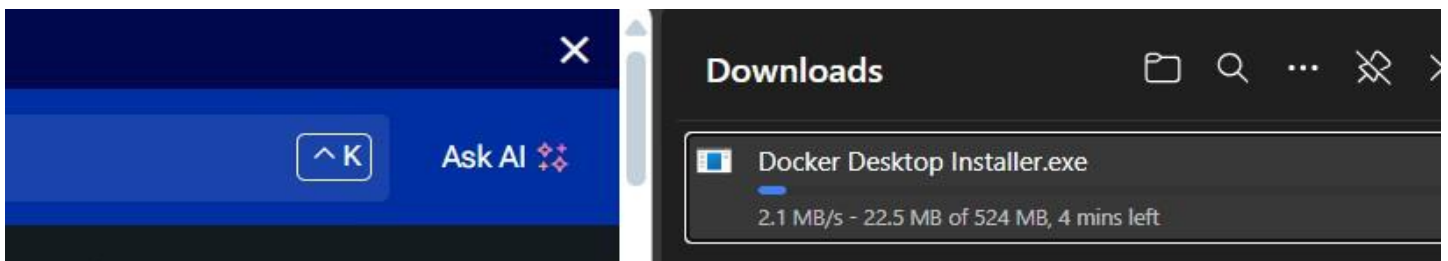 ^ K
Ask AI
Downloads
Docker Desktop Installer.exe
2.1 MB/s - 22.5 MB of 524 MB, 4 mins left